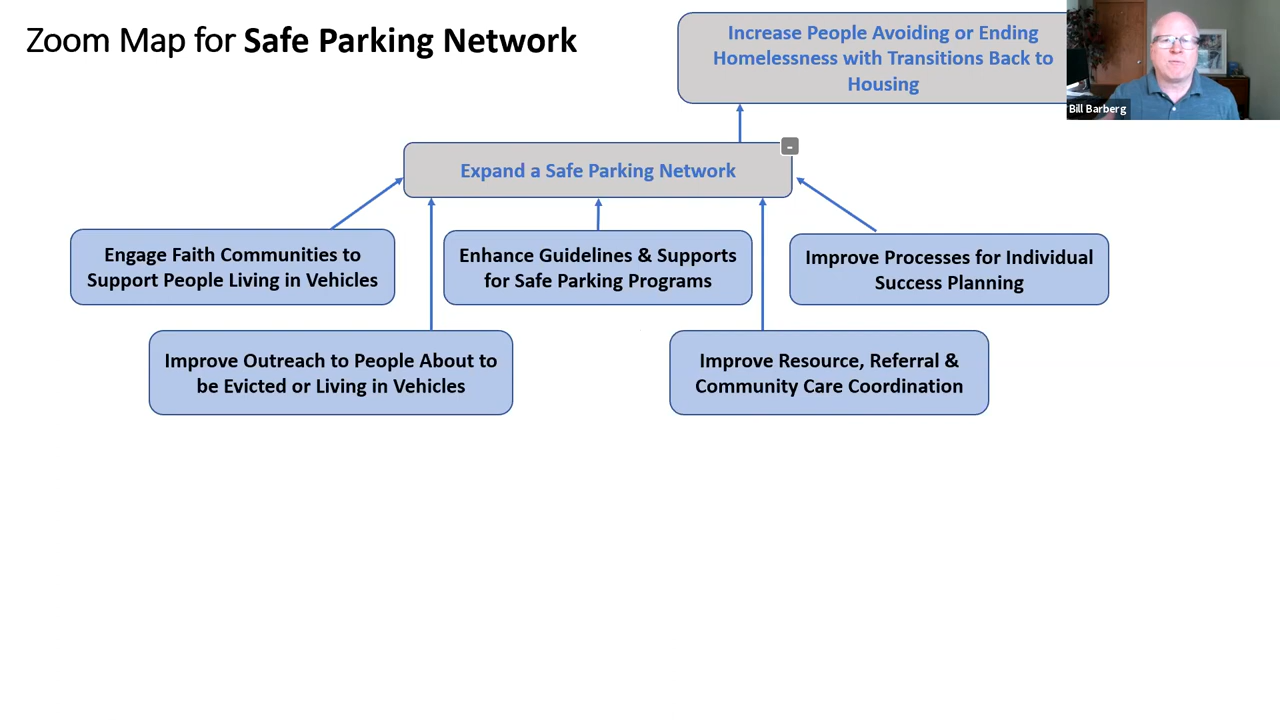 Zoom Map for Safe Parking Network
Increase People Avoiding or Ending
Homelessness with Transitions Back to
Housing
Bill Barberg
-
Expand a Safe Parking Network
Engage Faith Communities to
Support People Living in Vehicles
Enhance Guidelines & Supports
for Safe Parking Programs
Improve Processes for Individual
Success Planning
Improve Outreach to People About to
be Evicted or Living in Vehicles
Improve Resource, Referral &
Community Care Coordination